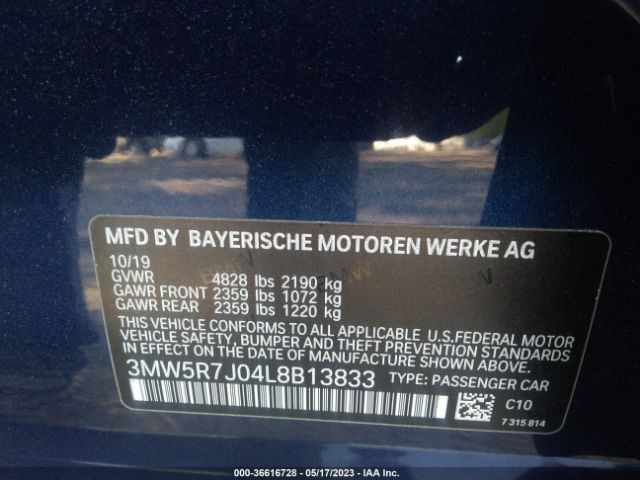 MFD BY BAYERISCHE MOTOREN WERKE AG
10/19
GVWR 4828 lbs 2190 kg
GAWR FRONT 2359 lbs 1072 kg
GAWR REAR 2359 lbs 1220 kg
THIS VEHICLE CONFORMS TO ALL APPLICABLE U.S.FEDERAL MOTOR
VEHICLE SAFETY, BUMPER, AND THEFT PREVENTION STANDARDS
IN EFFECT ON THE DATE OF MANUFACTURE SHOWN ABOVE.
3MW5R7J04L8B13833 TYPE: PASSENGER CAR
C10
7 315 814
000-36616728 - 05/17/2023 - IAA Inc.